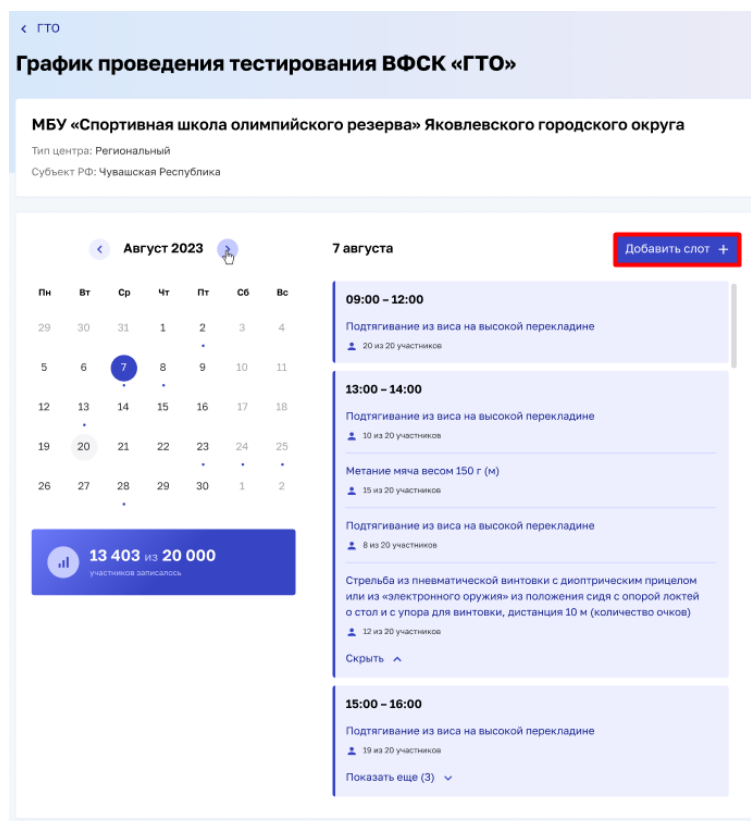 ГТО
График проведения тестирования ВФСК «ГТО»
МБУ «Спортивная школа олимпийского резерва» Яковлевского городского округа
Тип центра: Региональный
Субъект РФ: Чувашская Республика
Август 2023
Пн Вт Ср Чт Пт Сб Вс
29 30 31 1 2 3 4
5 6 7 8 9 10 11
12 13 14 15 16 17 18
19 20 21 22 23 24 25
26 27 28 29 30 1 2
13 403 из 20 000
участников записалось
7 августа
Добавить слот +
09:00 – 12:00
Подтягивание из виса на высокой перекладине
20 из 20 участников
13:00 – 14:00
Подтягивание из виса на высокой перекладине
10 из 20 участников
Метание мяча весом 150 г (м)
15 из 20 участников
Подтягивание из виса на высокой перекладине
8 из 20 участников
Стрельба из пневматической винтовки с диоптрическим прицелом
или из «электронного оружия» из положения сидя с опорой локтей
о стол и с упора для винтовки, дистанция 10 м (количество очков)
12 из 20 участников
Скрыть
15:00 – 16:00
Подтягивание из виса на высокой перекладине
19 из 20 участников
Показать еще (3)